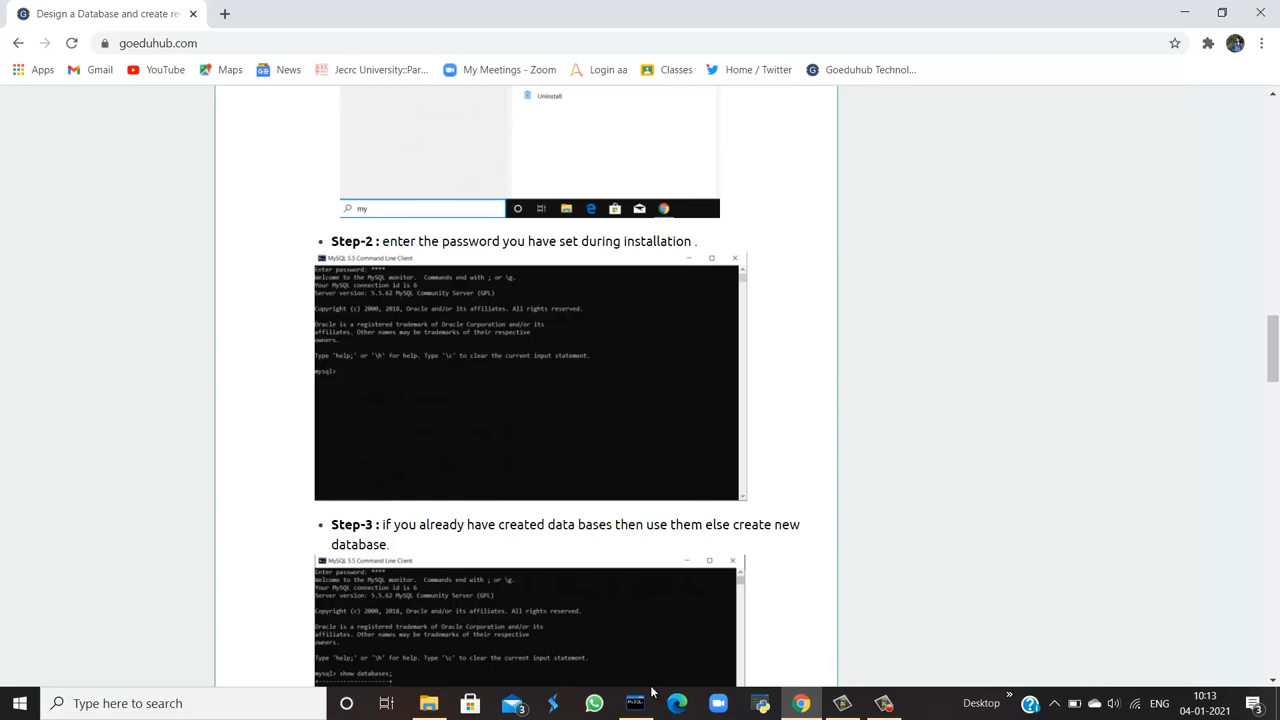 Design a Database and create re
goeduhub.com
Apps Gmail YouTube Maps News Jecrc University::Par... My Meetings - Zoom Login aa Classes Home / Twitter Goeduhub Technol...
Uninstall
my
• Step-2 : enter the password you have set during installation .
MySQL 5.5 Command Line Client
Enter password: ****
Welcome to the MySQL monitor. Commands end with ; or \g.
Your MySQL connection id is 6
Server version: 5.5.62 MySQL Community Server (GPL)
Copyright (c) 2000, 2018, Oracle and/or its affiliates. All rights reserved.
Oracle is a registered trademark of Oracle Corporation and/or its
affiliates. Other names may be trademarks of their respective
owners.
Type 'help;' or '\h' for help. Type '\c' to clear the current input statement.
mysql>
• Step-3 : if you already have created data bases then use them else create new
database.
MySQL 5.5 Command Line Client
Enter password: ****
Welcome to the MySQL monitor. Commands end with ; or \g.
Your MySQL connection id is 6
Server version: 5.5.62 MySQL Community Server (GPL)
Copyright (c) 2000, 2018, Oracle and/or its affiliates. All rights reserved.
Oracle is a registered trademark of Oracle Corporation and/or its
affiliates. Other names may be trademarks of their respective
owners.
Type 'help;' or '\h' for help. Type '\c' to clear the current input statement.
mysql> show databases;
+--------------------+
Type here to search
3
MySQL
Desktop
»
ENG
10:13
04-01-2021
2